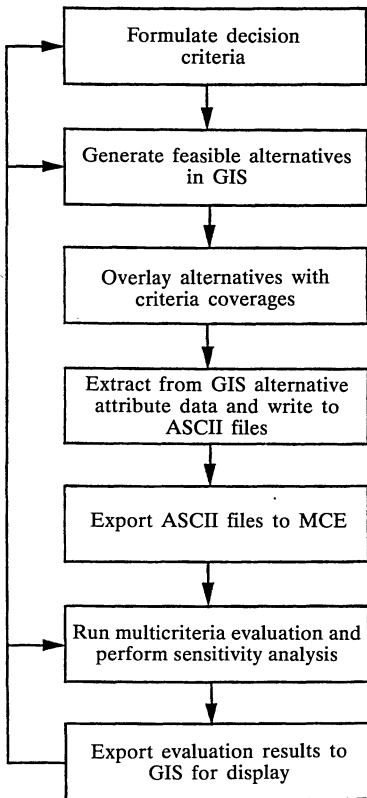 Formulate decision
criteria
Generate feasible alternatives
in GIS
Overlay alternatives with
criteria coverages
Extract from GIS alternative
attribute data and write to
ASCII files
Export ASCII files to MCE
Run multicriteria evaluation and
perform sensitivity analysis
Export evaluation results to
GIS for display